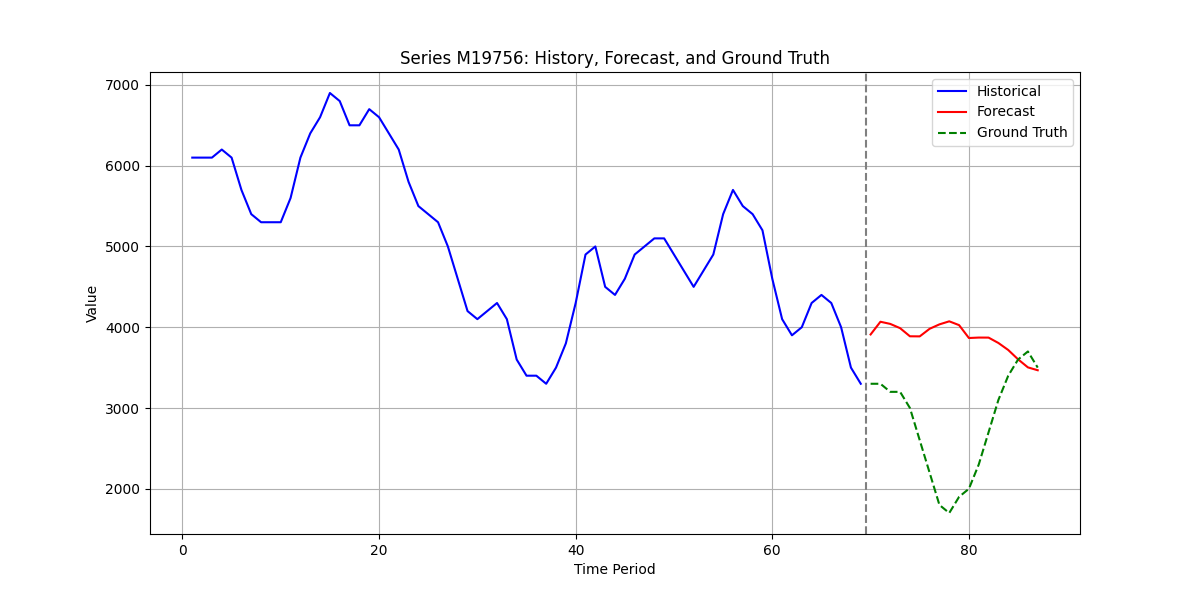 Series M19756: History, Forecast, and Ground Truth
Historical
Forecast
Ground Truth
Value
7000
6000
5000
4000
3000
2000
0 20 40 60 80
Time Period